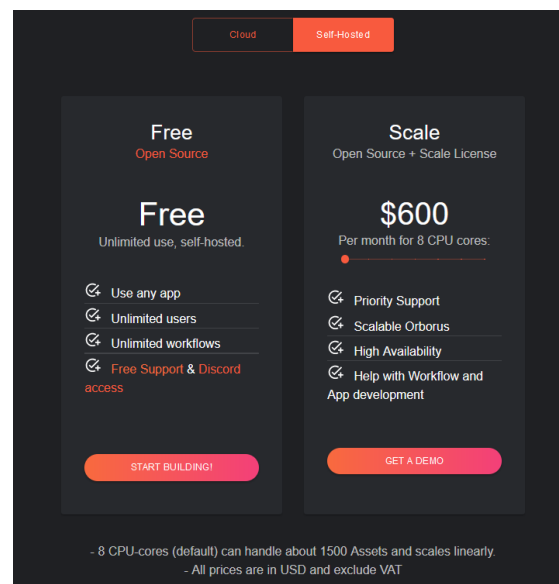 Cloud
Self-Hosted
Free
Open Source
Free
Unlimited use, self-hosted.
Use any app
Unlimited users
Unlimited workflows
Free Support & Discord
access
START BUILDING!
Scale
Open Source + Scale License
$600
Per month for 8 CPU cores:
Priority Support
Scalable Orborus
High Availability
Help with Workflow and
App development
GET A DEMO
- 8 CPU-cores (default) can handle about 1500 Assets and scales linearly.
- All prices are in USD and exclude VAT